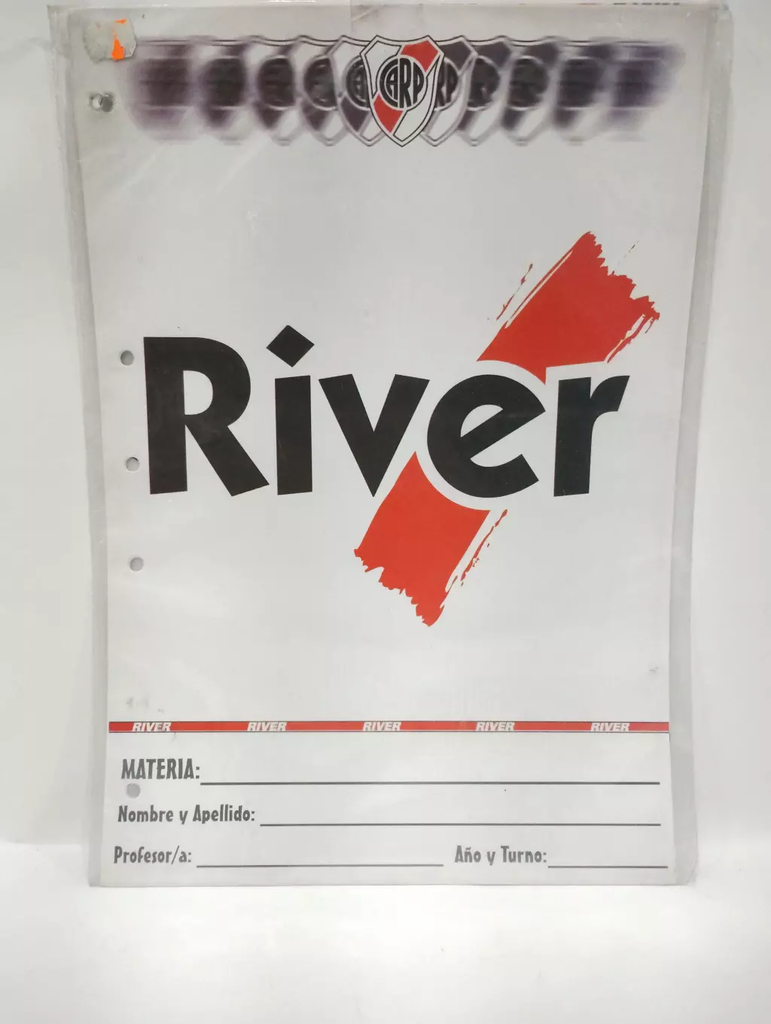 CARP
River
RIVER RIVER RIVER RIVER RIVER
MATERIA:
Nombre y Apellido:
Profesor/a: Año y Turno: